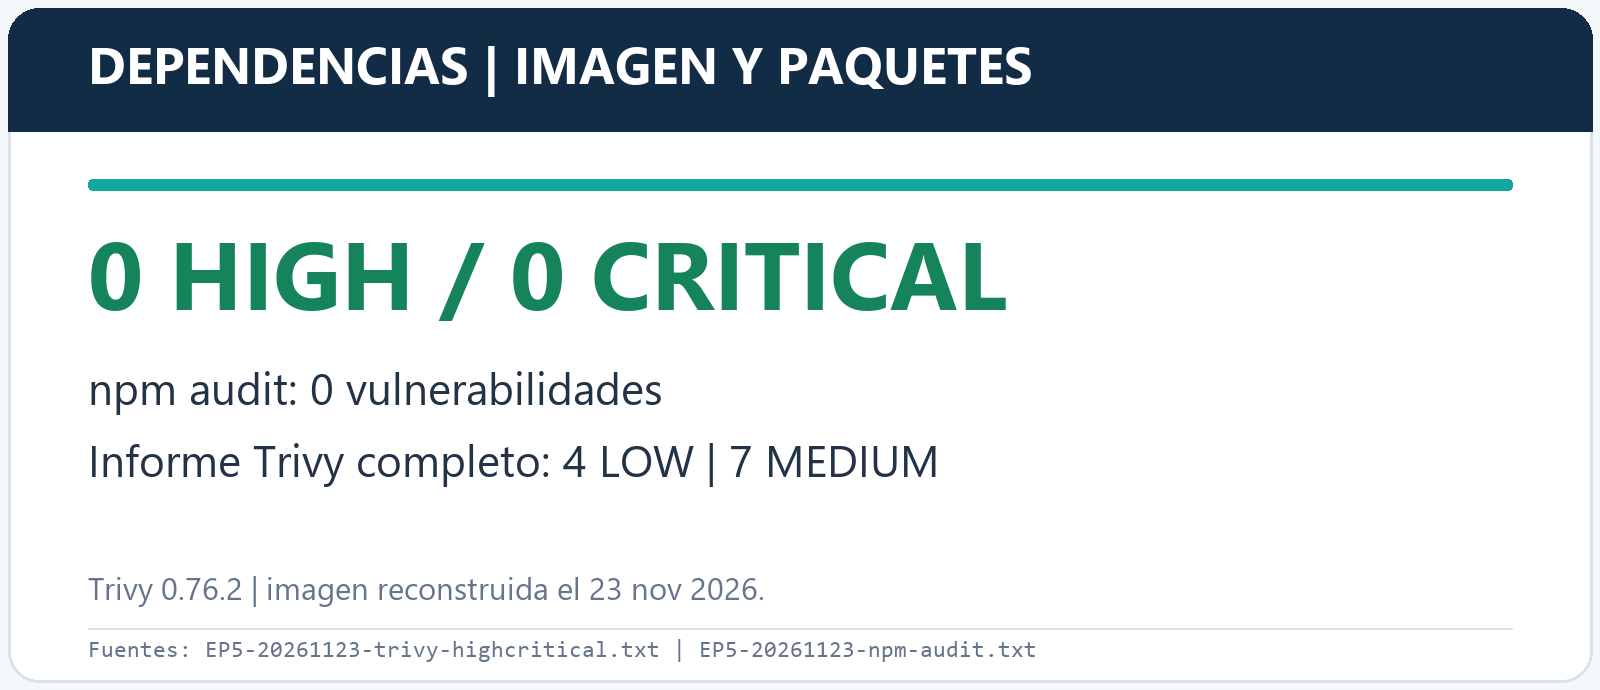 DEPENDENCIAS | IMAGEN Y PAQUETES
0 HIGH / 0 CRITICAL
npm audit: 0 vulnerabilidades
Informe Trivy completo: 4 LOW | 7 MEDIUM
Trivy 0.76.2 | imagen reconstruida el 23 nov 2026.
Fuentes: EP5-20261123-trivy-highcritical.txt | EP5-20261123-npm-audit.txt